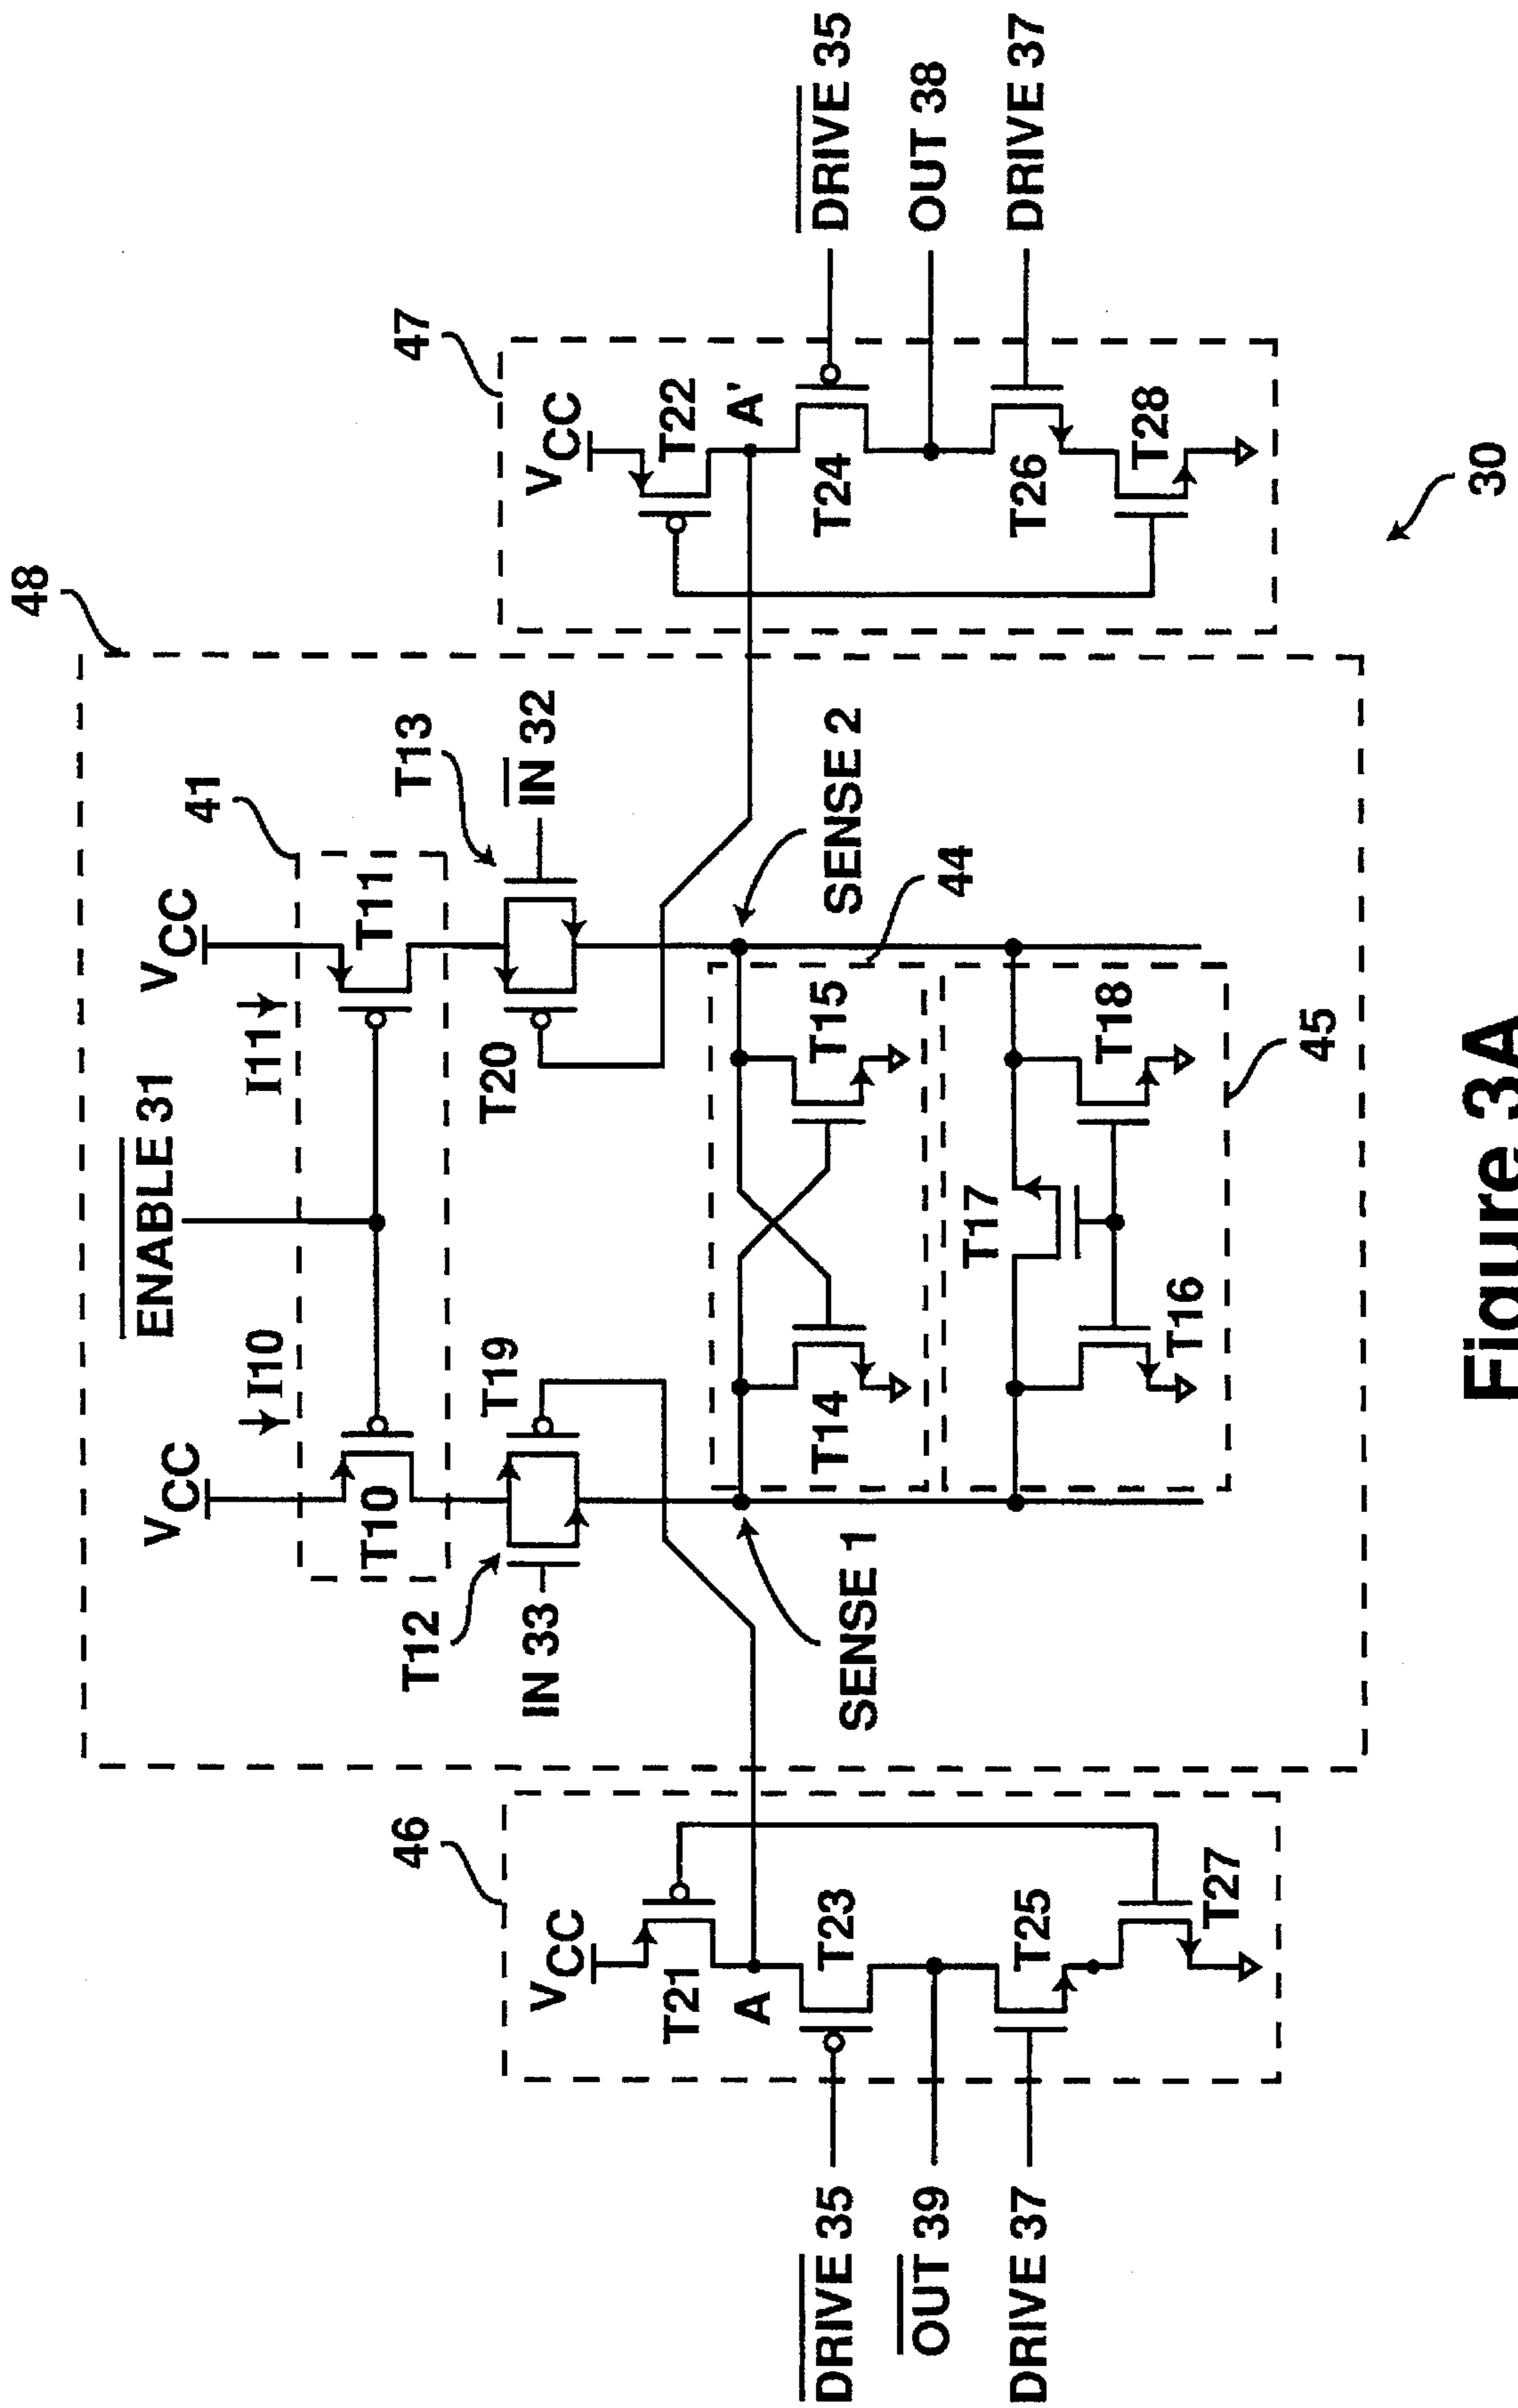 48
ENABLE 31
VCC
I10
I11
VCC
41
T10
T11
T12
T19
T20
T13
IN 33
IN 32
46
VCC
T21
A
T23
DRIVE 35
OUT 39
DRIVE 37
T25
T27
SENSE 1
SENSE 2
44
T14
T15
T17
T16
T18
45
47
VCC
T22
A'
T24
DRIVE 35
OUT 38
DRIVE 37
T26
T28
30
Figure 3A